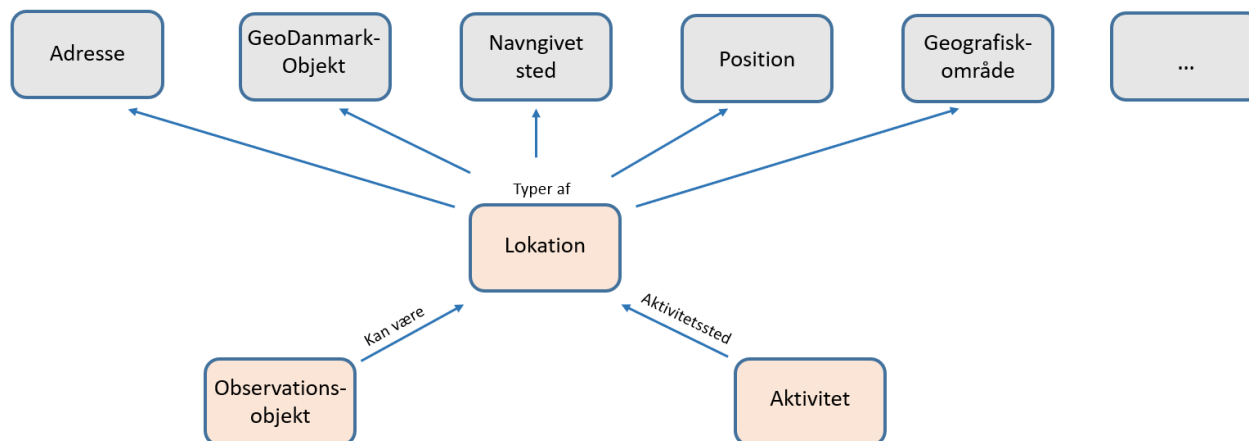 Adresse
GeoDanmark-
Objekt
Navngivet
sted
Position
Geografisk-
område
...
Typer af
Lokation
Kan være
Aktivitetssted
Observations-
objekt
Aktivitet